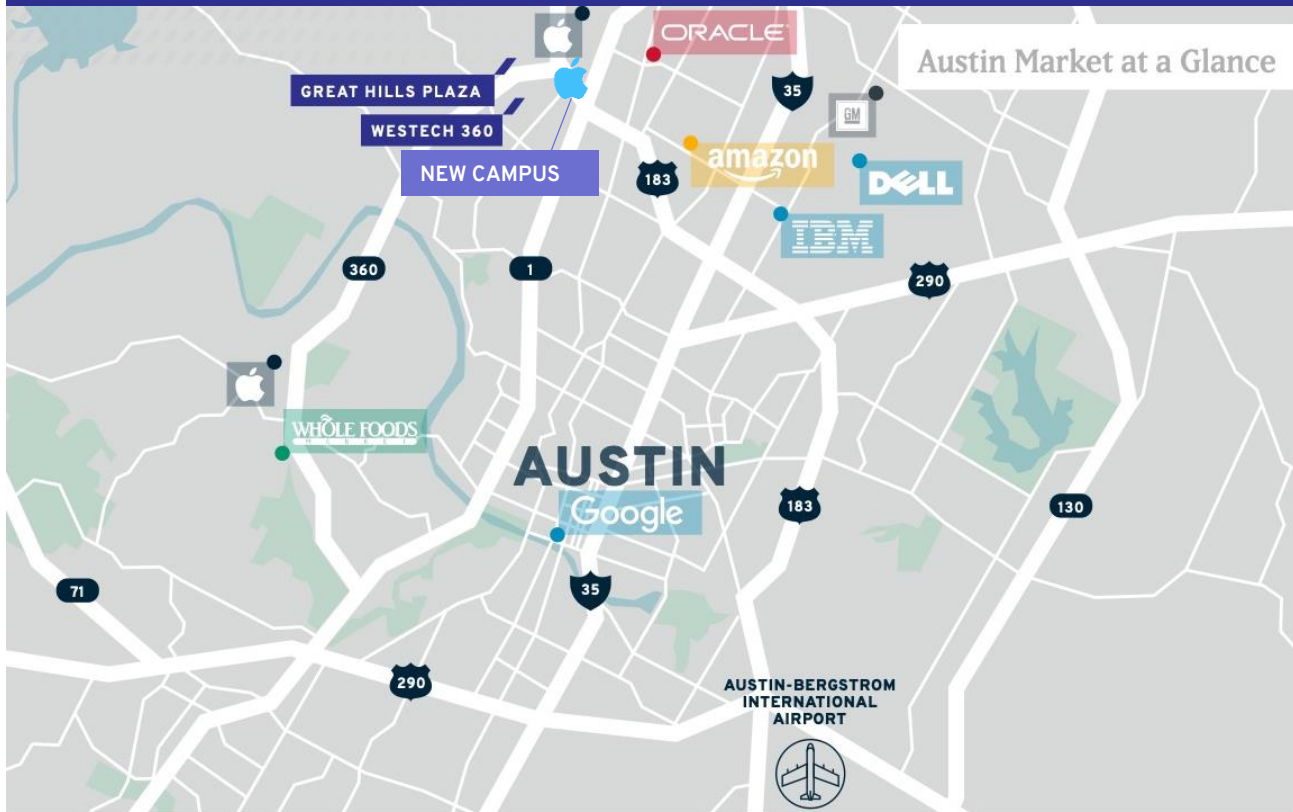 ORACLE
Austin Market at a Glance
GREAT HILLS PLAZA
35
GM
WESTECH 360
amazon
NEW CAMPUS
183
DELL
IBM
360
1
290
WHOLE FOODS
MARKET
AUSTIN
Google
183
130
71
35
290
AUSTIN-BERGSTROM
INTERNATIONAL
AIRPORT